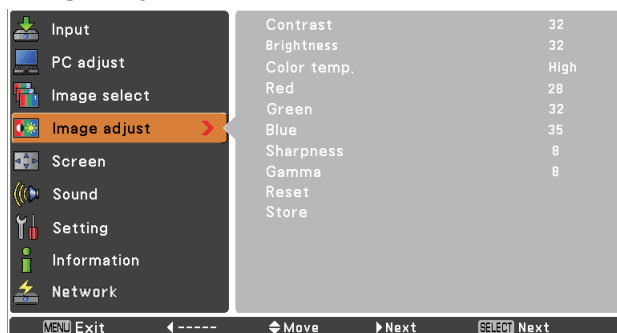 Input
PC adjust
Image select
Image adjust
Screen
Sound
Setting
Information
Network
Contrast 32
Brightness 32
Color temp. High
Red 28
Green 32
Blue 35
Sharpness 8
Gamma 8
Reset
Store
MENU Exit ----- Move Next SELECT Next